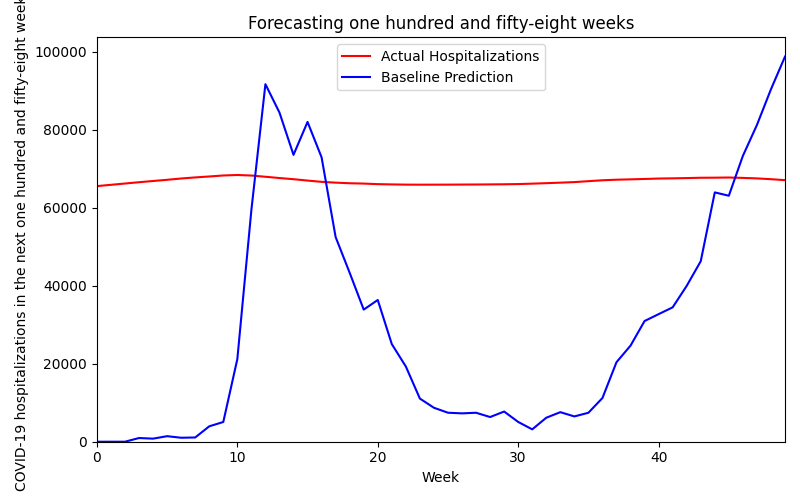 Forecasting one hundred and fifty-eight weeks
Actual Hospitalizations
Baseline Prediction
COVID-19 hospitalizations in the next one hundred and fifty-eight week
100000
80000
60000
40000
20000
0
0 10 20 30 40
Week